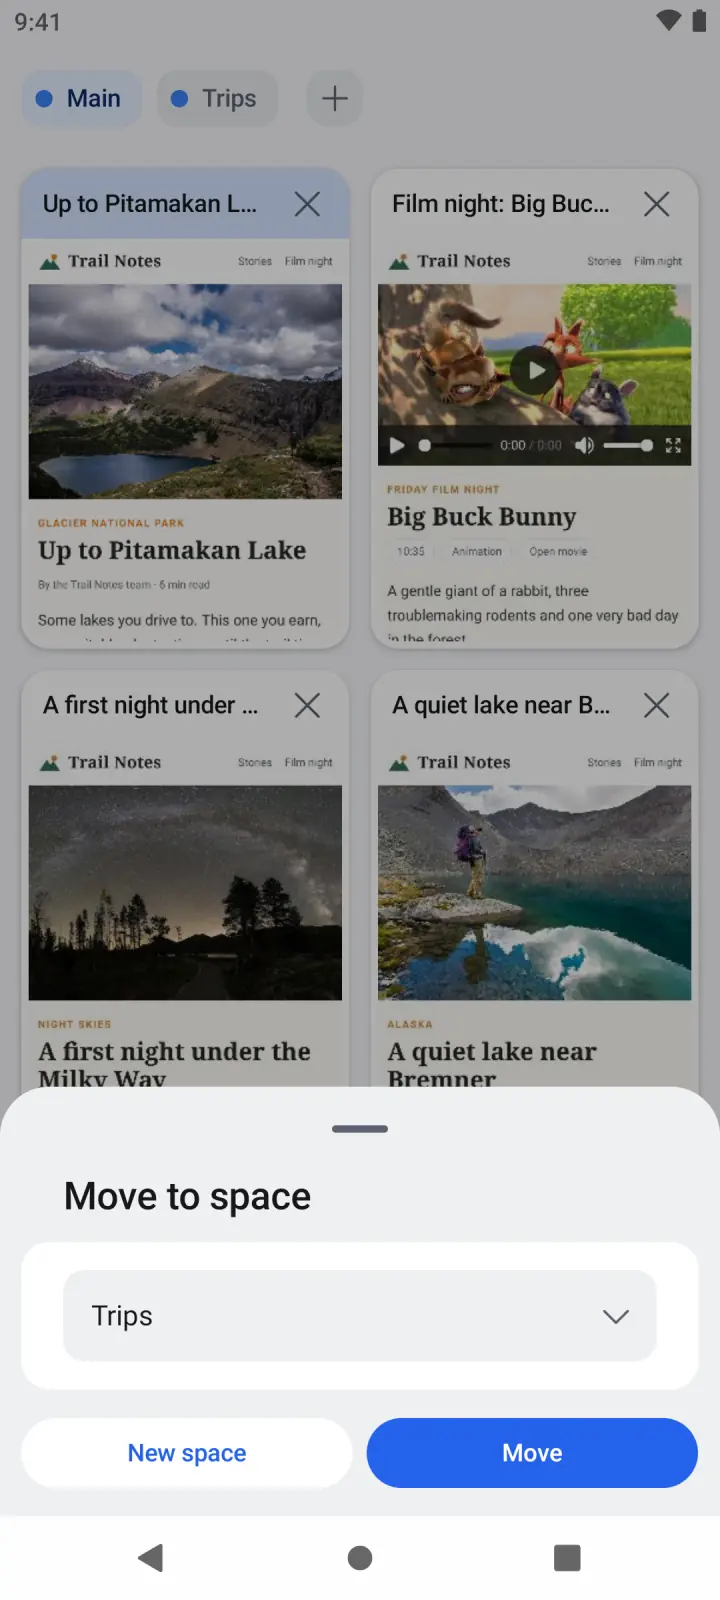 9:41
Main
Trips
Up to Pitamakan L...
Film night: Big Buc...
Trail Notes
Stories
Film night
Trail Notes
Stories
Film night
0:00 / 0:00
GLACIER NATIONAL PARK
Up to Pitamakan Lake
By the Trail Notes team · 6 min read
Some lakes you drive to. This one you earn,
FRIDAY FILM NIGHT
Big Buck Bunny
10:35
Animation
Open movie
A gentle giant of a rabbit, three
troublemaking rodents and one very bad day
in the forest
A first night under ...
A quiet lake near B...
Trail Notes
Stories
Film night
Trail Notes
Stories
Film night
NIGHT SKIES
A first night under the
Milky Way
ALASKA
A quiet lake near
Bremner
Move to space
Trips
New space
Move